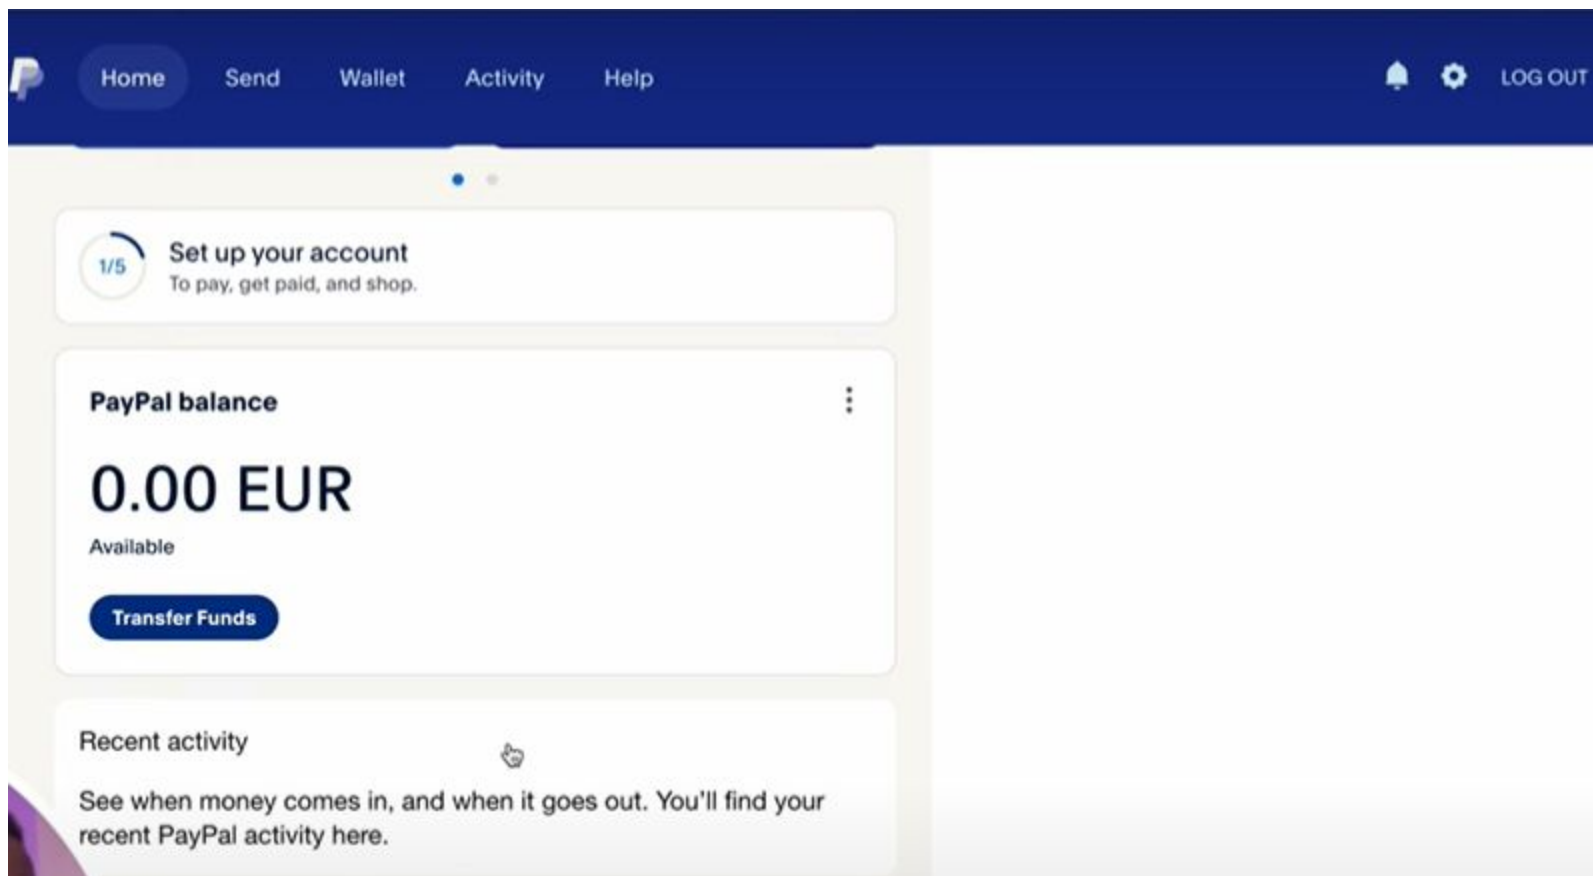 Home Send Wallet Activity Help LOG OUT
1/5
Set up your account
To pay, get paid, and shop.
PayPal balance
0.00 EUR
Available
Transfer Funds
Recent activity
See when money comes in, and when it goes out. You'll find your
recent PayPal activity here.